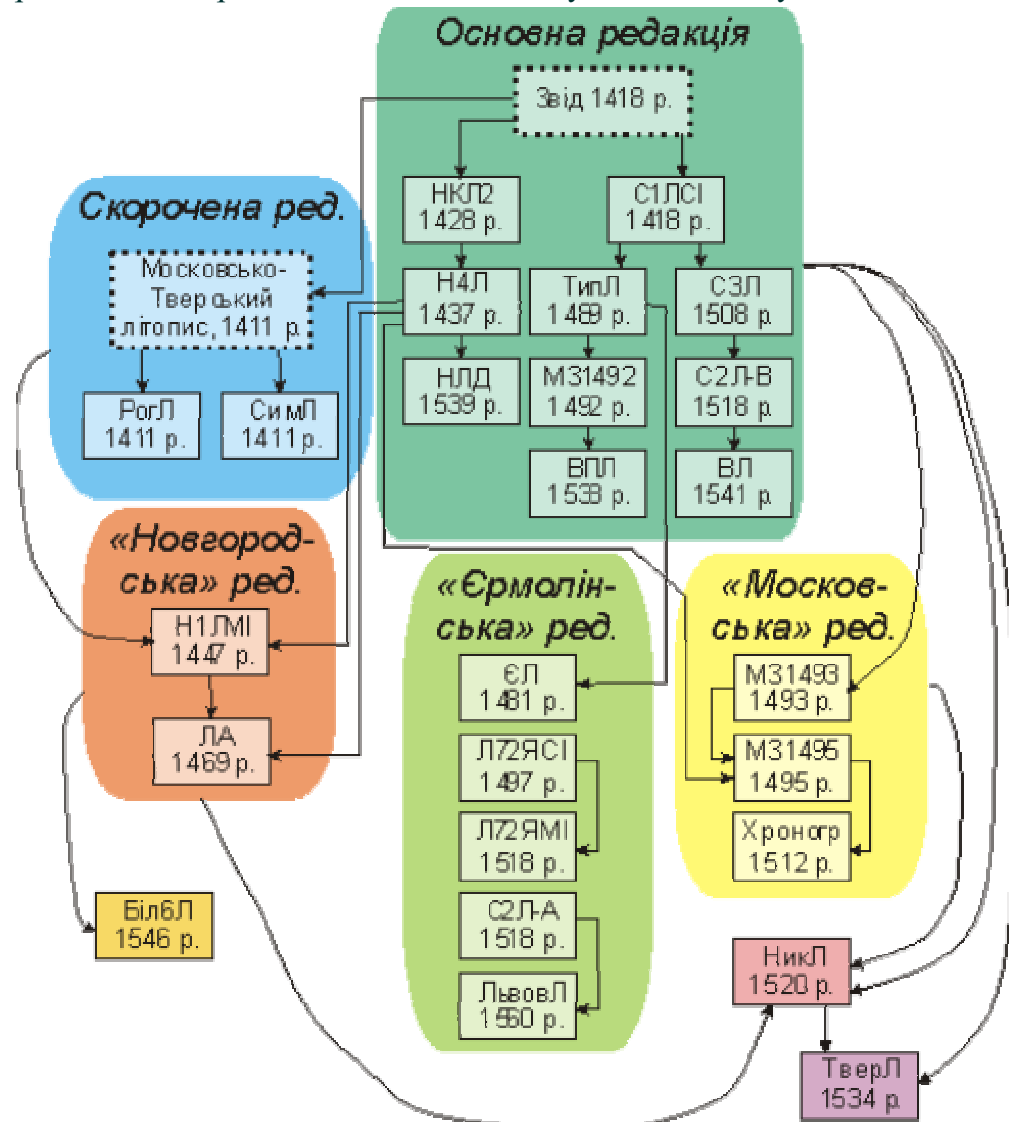 Основна редакція
Звід 1418 р.
НКЛ2
1428 р.
С1ЛСІ
1418 р.
Скорочена ред.
Московсько-
Тверський
літопис, 1411 р
Н4Л
1437 р.
ТипЛ
1489 р.
С3Л
1508 р
НЛД
1539 р.
МЗ1492
1492 р.
С2Л-В
1518 р.
РогЛ
1411 р.
СимЛ
1411 р.
ВПЛ
1533 р.
ВЛ
1541 р.
«Новгород-
ська» ред.
Н1ЛМІ
1447 р.
ЛА
1469 р.
«Єрмолін-
ська» ред.
ЄЛ
1481 р.
Л72ЯСІ
1497 р.
Л72ЯМІ
1518 р.
С2Л-А
1518 р.
ЛьвовЛ
1560 р.
«Москов-
ська» ред.
МЗ1493
1493 р.
МЗ1495
1495 р.
Хроногр
1512 р.
Біл6Л
1546 р.
НикЛ
1520 р.
ТверЛ
1534 р